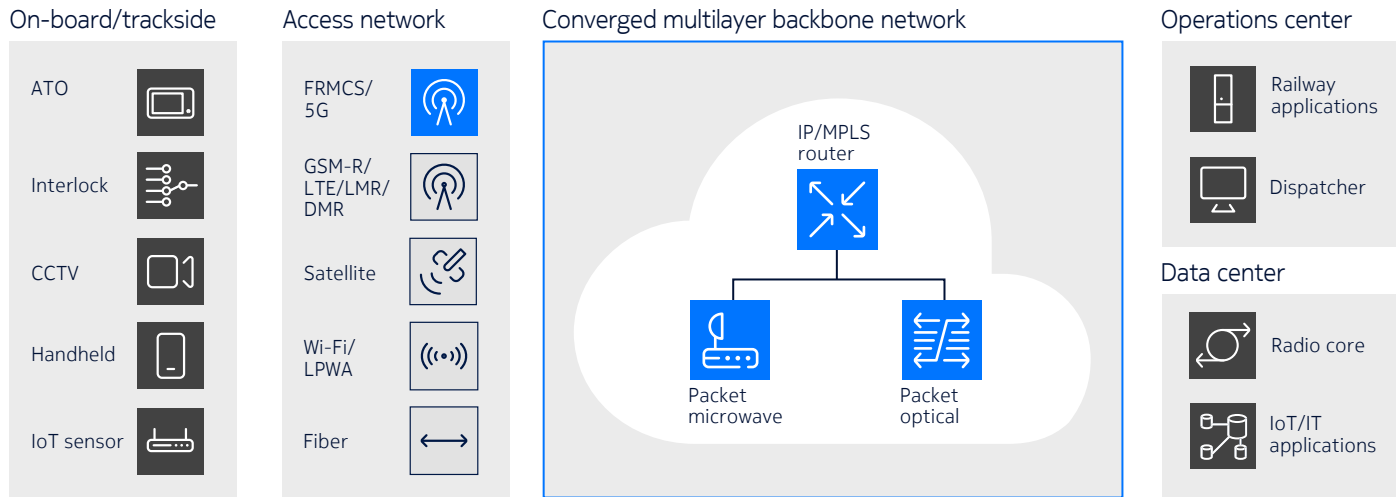 On-board/trackside
ATO
Interlock
CCTV
Handheld
IoT sensor
Access network
FRMCS/
5G
GSM-R/
LTE/LMR/
DMR
Satellite
Wi-Fi/
LPWA
Fiber
Converged multilayer backbone network
IP/MPLS
router
Packet
microwave
Packet
optical
Operations center
Railway
applications
Dispatcher
Data center
Radio core
IoT/IT
applications